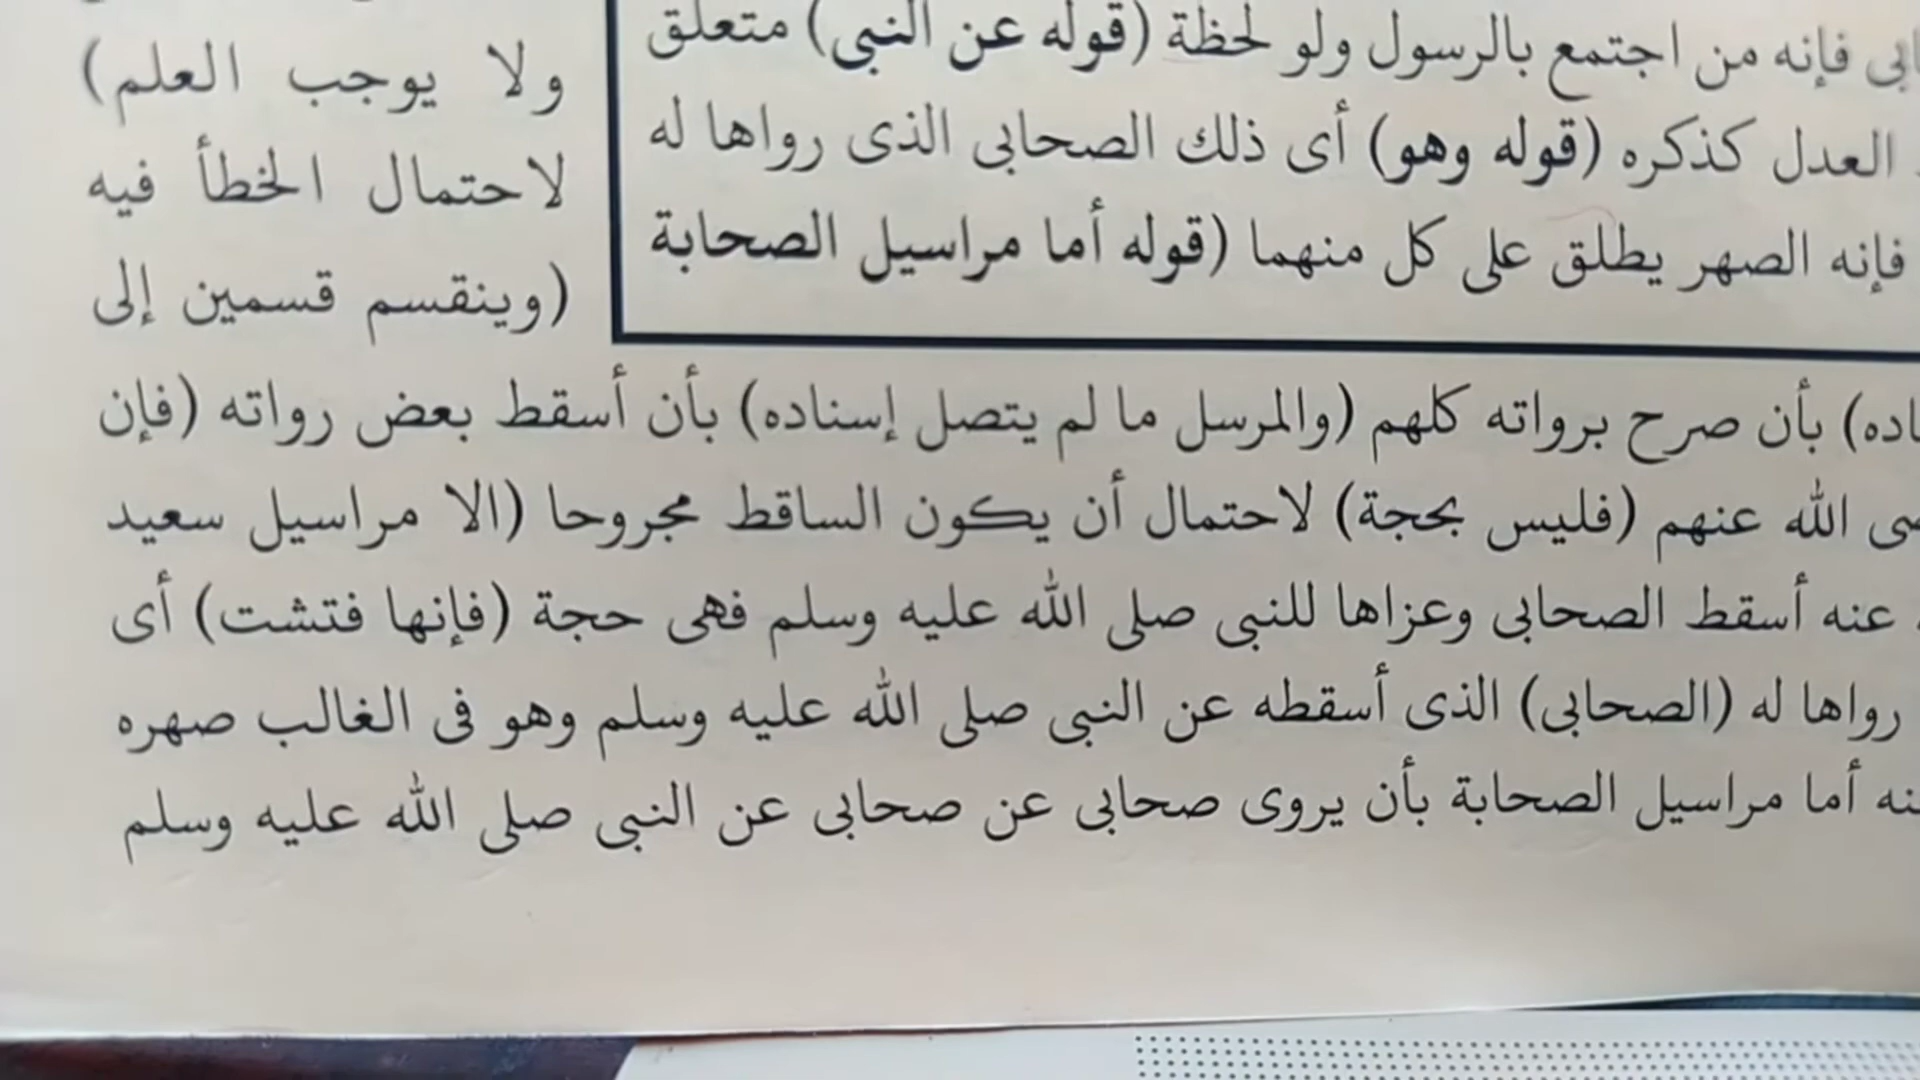 فإنه من اجتمع بالرسول ولو لحظة (قوله عن النبى) متعلق
العدل كذكره (قوله وهو) أى ذلك الصحابى الذى رواها له
فإنه الصهر يطلق على كل منهما (قوله أما مراسيل الصحابة
ولا يوجب العلم)
لاحتمال الخطأ فيه
(وينقسم قسمين إلى
بأن صرح برواته كلهم (والمرسل ما لم يتصل إسناده) بأن أسقط بعض رواته (فإن
الله عنهم (فليس بحجة) لاحتمال أن يكون الساقط مجروحا (الا مراسيل سعيد
عنه أسقط الصحابى وعزاها للنبى صلى الله عليه وسلم فهى حجة (فإنها فتشت) أى
رواها له (الصحابى) الذى أسقطه عن النبى صلى الله عليه وسلم وهو فى الغالب صهره
أما مراسيل الصحابة بأن يروى صحابى عن صحابى عن النبى صلى الله عليه وسلم